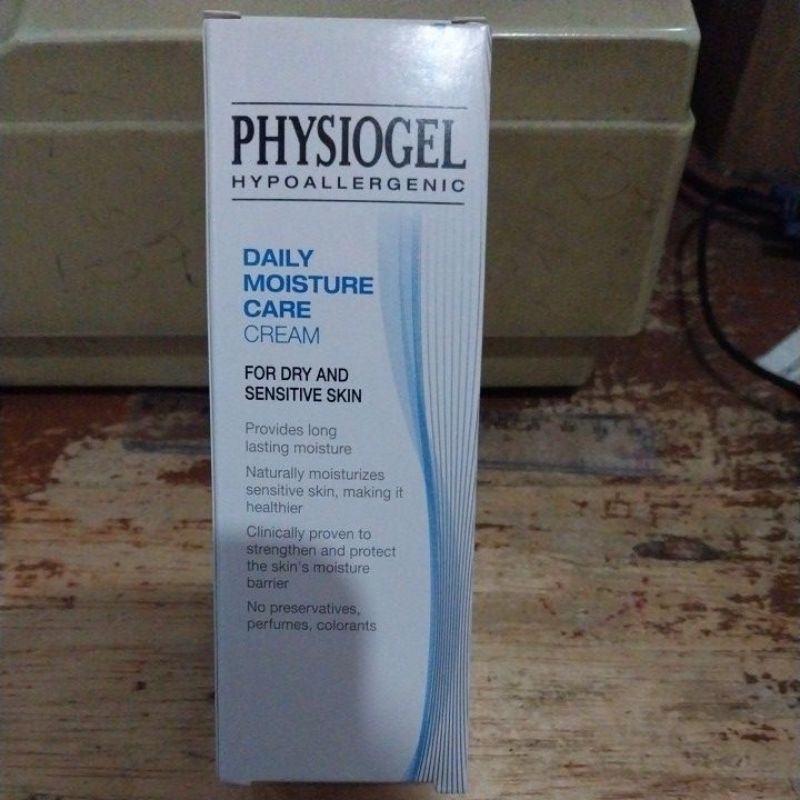 PHYSIOGEL
HYPOALLERGENIC
DAILY
MOISTURE
CARE
CREAM
FOR DRY AND
SENSITIVE SKIN
Provides long
lasting moisture
Naturally moisturizes
sensitive skin, making it
healthier
Clinically proven to
strengthen and protect
the skin's moisture
barrier
No preservatives,
perfumes, colorants